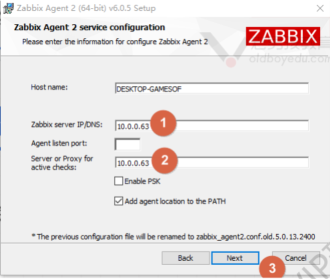 Zabbix Agent 2 (64-bit) v6.0.5 Setup
Zabbix Agent 2 service configuration
Please enter the information for configure Zabbix Agent 2
ZABBIX
oldboyedu.com
Host name:
DESKTOP-GAMESOF
Zabbix server IP/DNS:
10.0.0.63
1
Agent listen port:
Server or Proxy for
active checks:
10.0.0.63
2
Enable PSK
Add agent location to the PATH
* The previous configuration file will be renamed to zabbix_agent2.conf.old.5.0.13.2400
Back
Next
Cancel
3